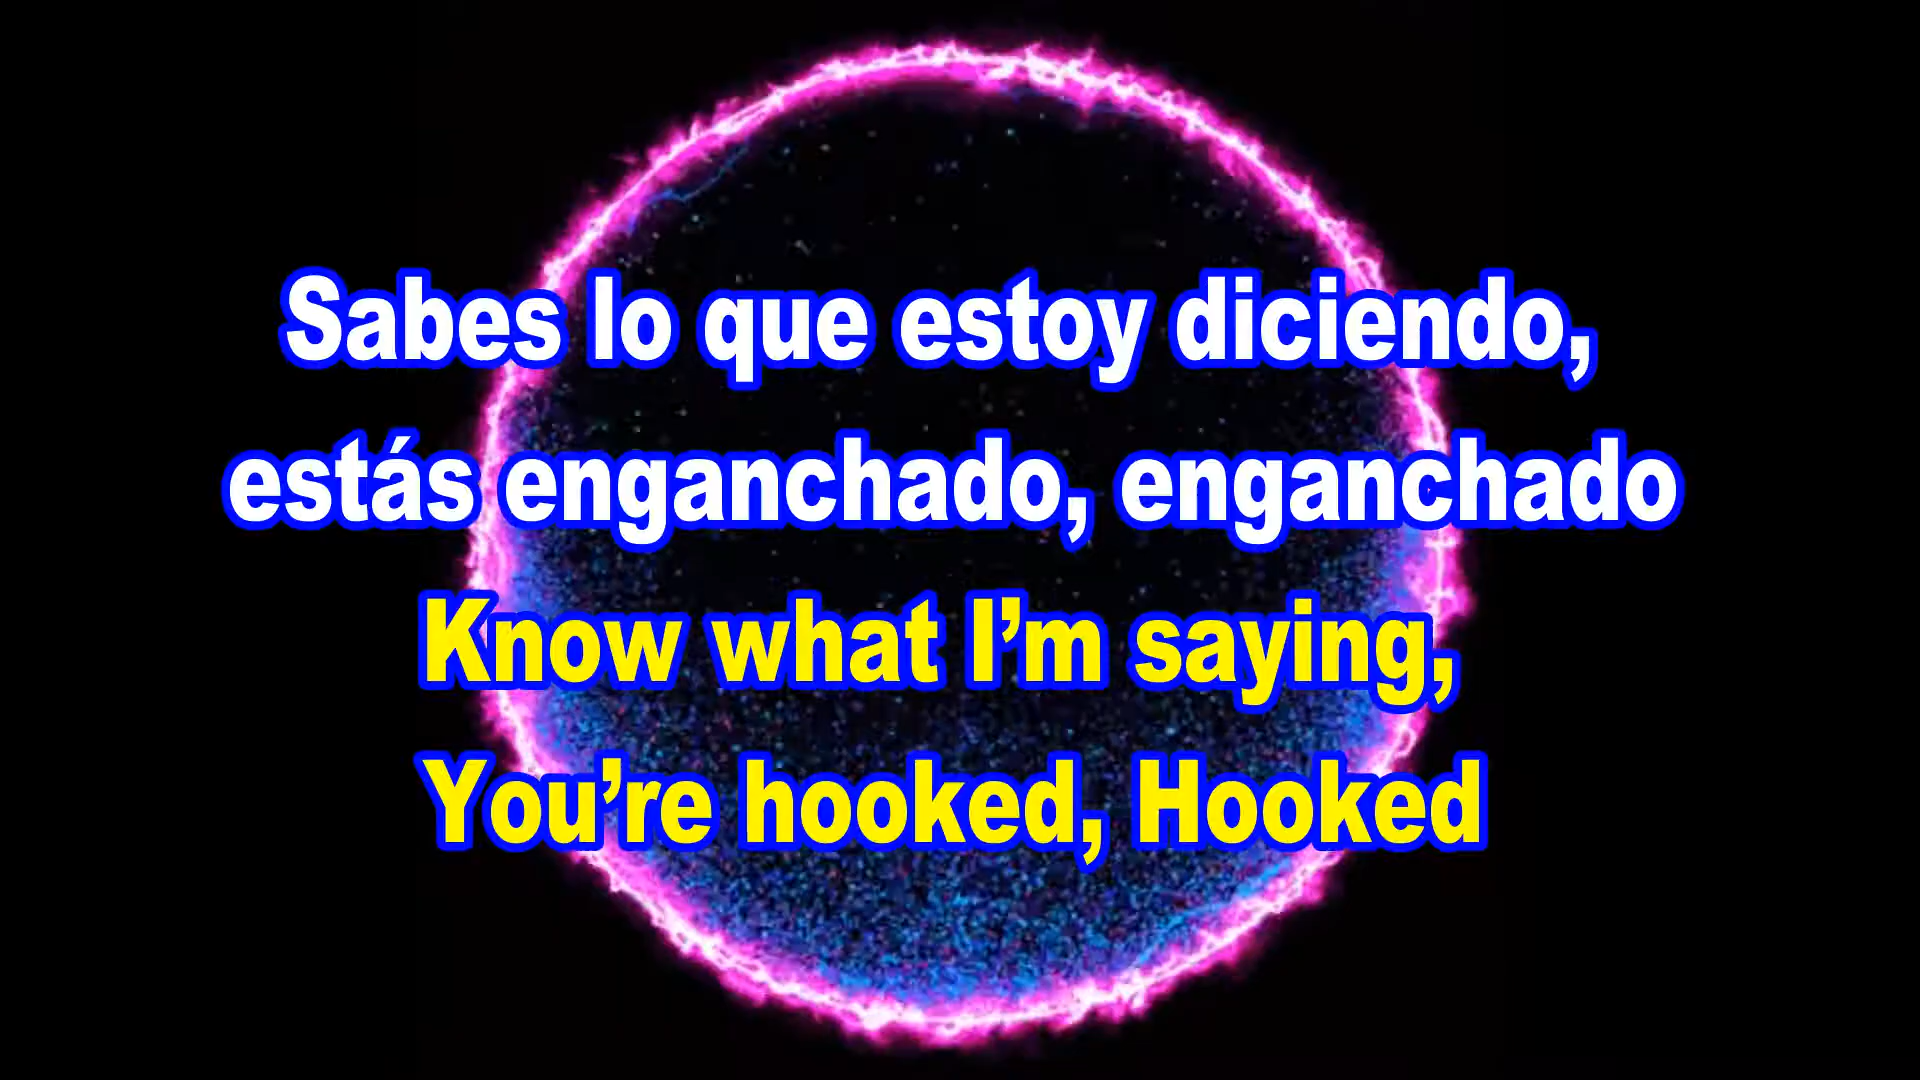 Sabes lo que estoy diciendo,
estás enganchado, enganchado
Know what I’m saying,
You’re hooked, Hooked